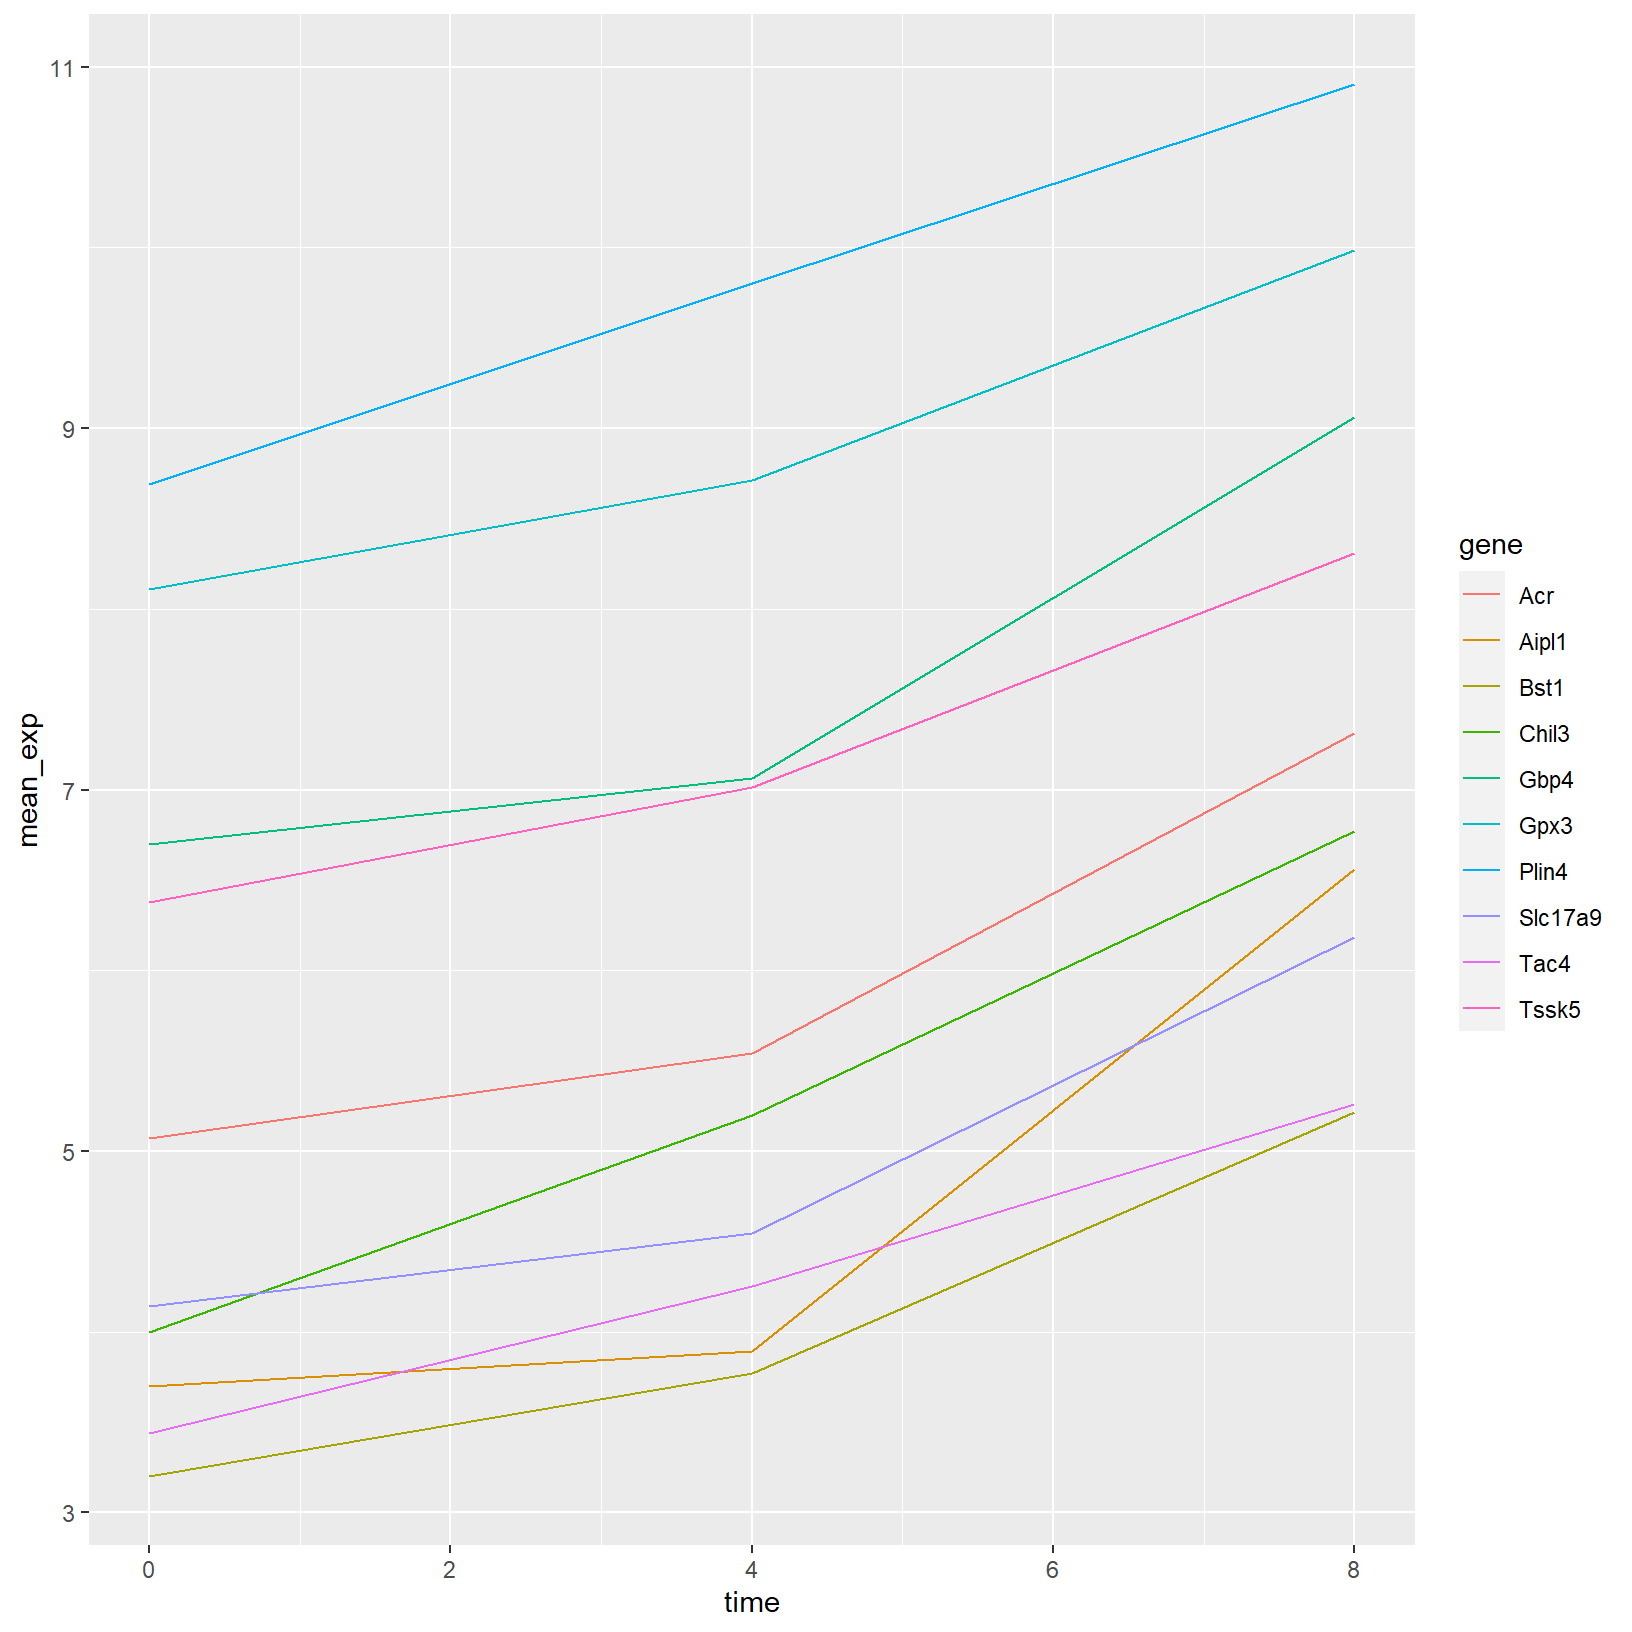 mean_exp
11
9
7
5
3
0 2 4 6 8
time
gene
Acr
Aipl1
Bst1
Chil3
Gbp4
Gpx3
Plin4
Slc17a9
Tac4
Tssk5